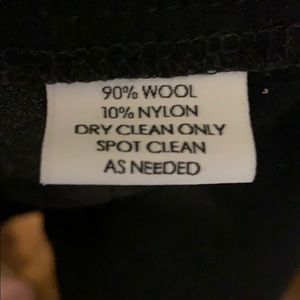 90% WOOL
10% NYLON
DRY CLEAN ONLY
SPOT CLEAN
AS NEEDED